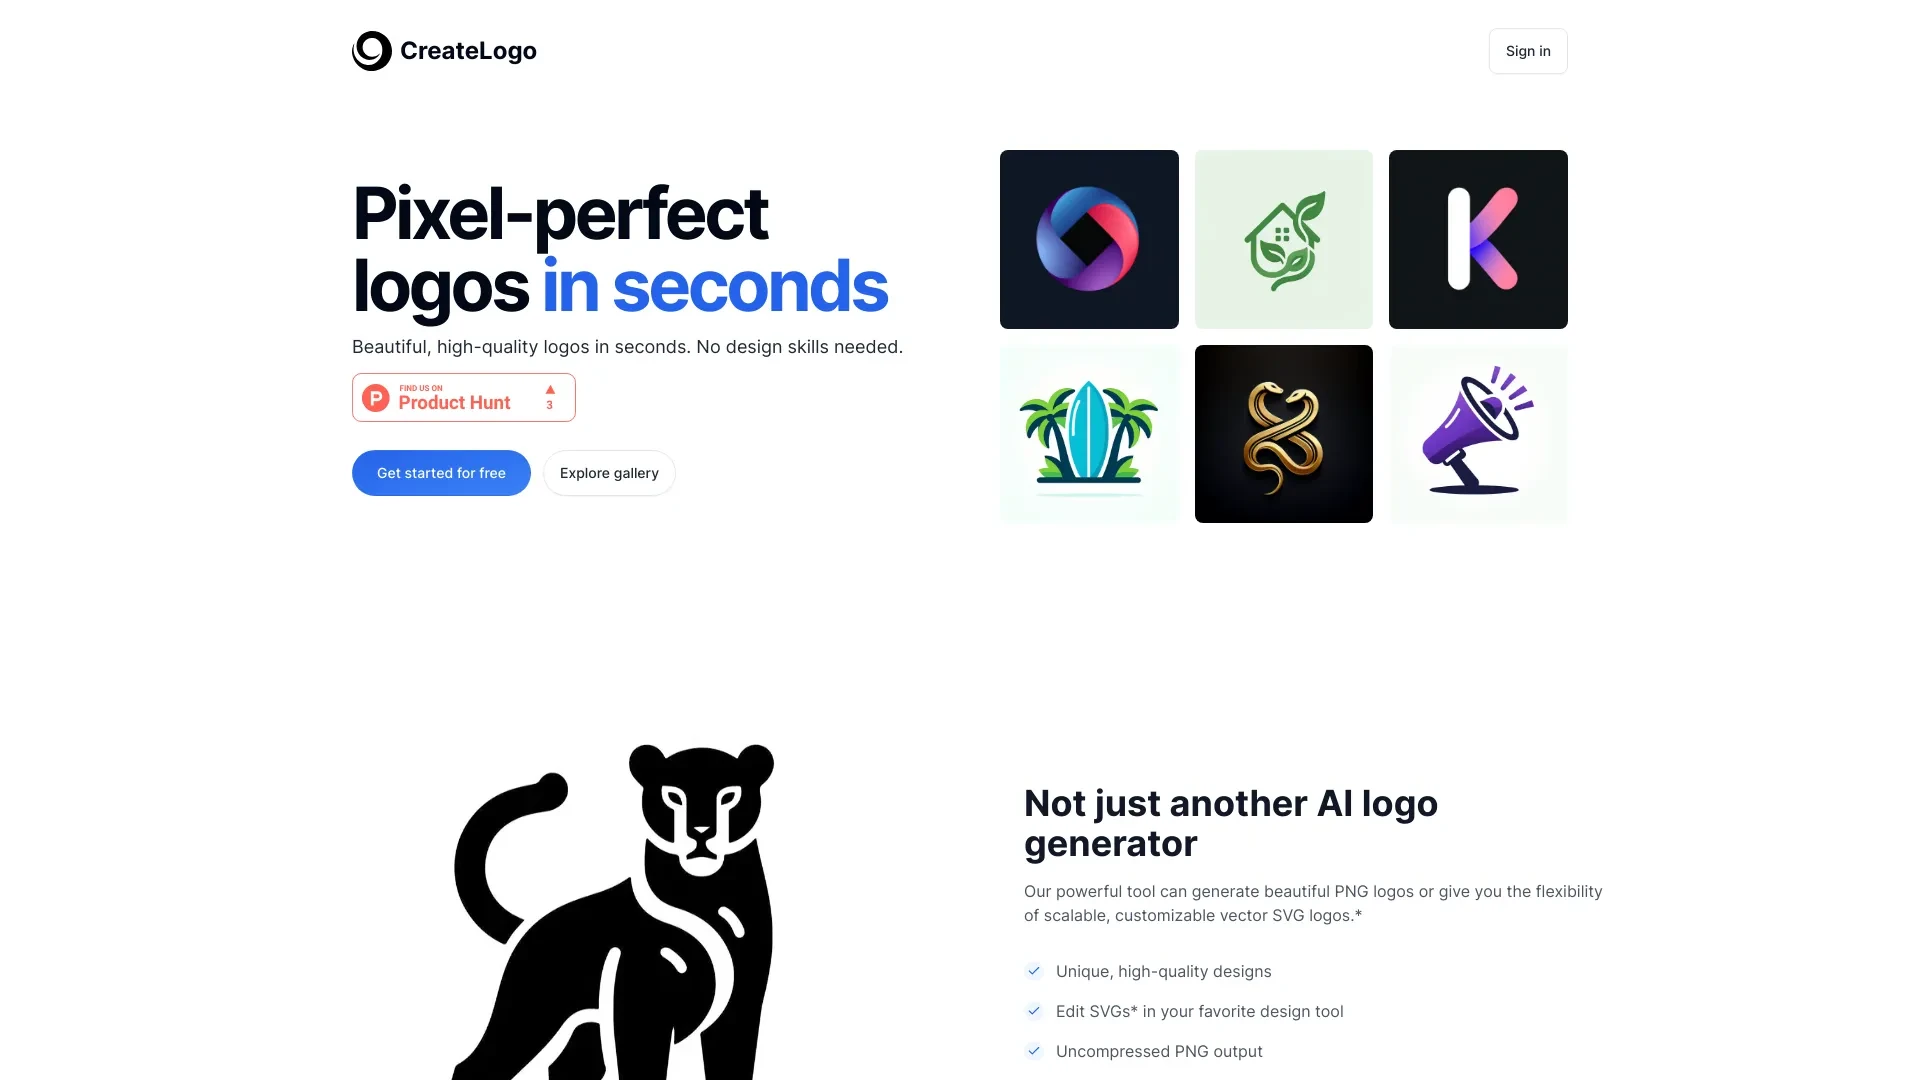 CreateLogo
Sign in
Pixel-perfect
logos in seconds
Beautiful, high-quality logos in seconds. No design skills needed.
FIND US ON
Product Hunt
3
Get started for free
Explore gallery
K
Not just another AI logo
generator
Our powerful tool can generate beautiful PNG logos or give you the flexibility
of scalable, customizable vector SVG logos.*
Unique, high-quality designs
Edit SVGs* in your favorite design tool
Uncompressed PNG output